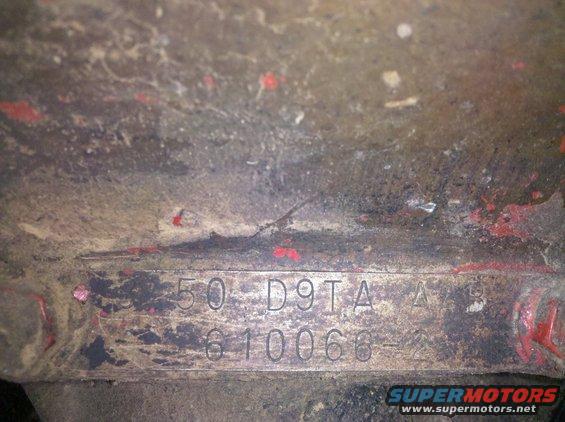 50 D9TA
610066-2
SUPERMOTORS
www.supermotors.net